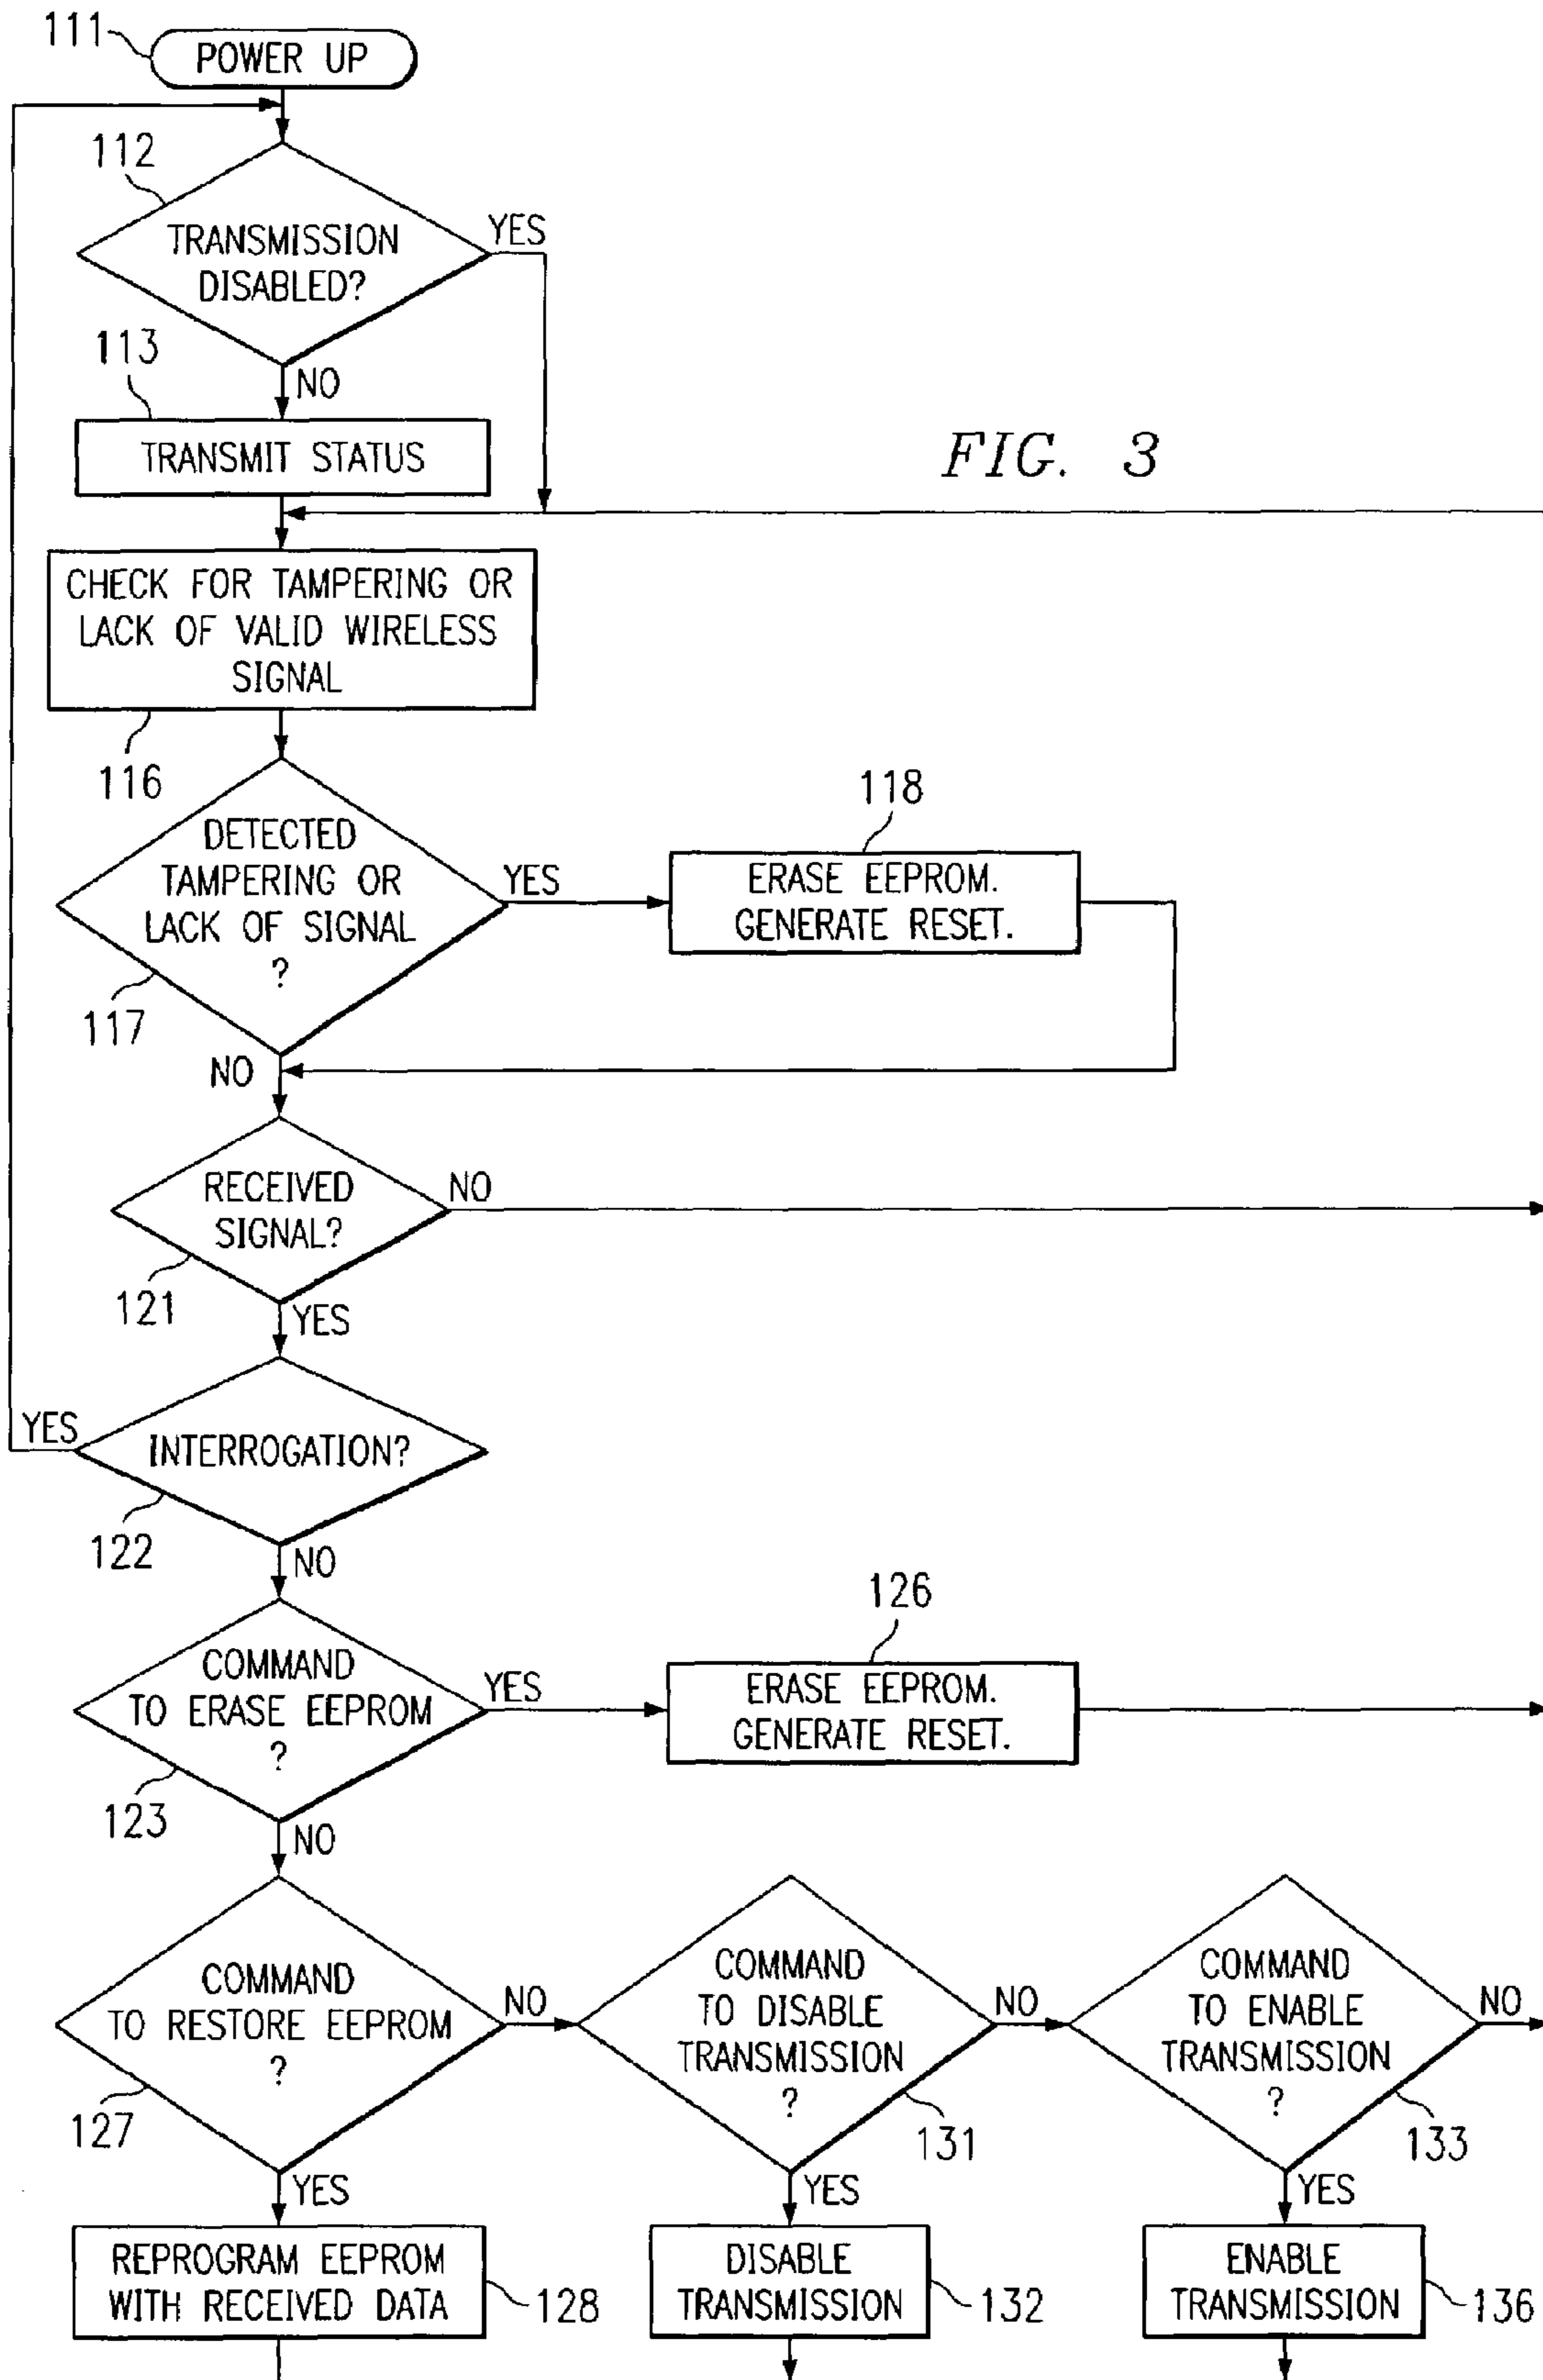 111
POWER UP
112
TRANSMISSION
DISABLED?
YES
NO
113
TRANSMIT STATUS
FIG. 3
CHECK FOR TAMPERING OR
LACK OF VALID WIRELESS
SIGNAL
116
DETECTED
TAMPERING OR
LACK OF SIGNAL
?
117
YES
118
ERASE EEPROM.
GENERATE RESET.
NO
RECEIVED
SIGNAL?
NO
121
YES
INTERROGATION?
YES
122
NO
COMMAND
TO ERASE EEPROM
?
123
YES
126
ERASE EEPROM.
GENERATE RESET.
NO
COMMAND
TO RESTORE EEPROM
?
127
NO
COMMAND
TO DISABLE
TRANSMISSION
?
131
NO
COMMAND
TO ENABLE
TRANSMISSION
?
133
NO
YES
YES
YES
REPROGRAM EEPROM
WITH RECEIVED DATA
128
DISABLE
TRANSMISSION
132
ENABLE
TRANSMISSION
136